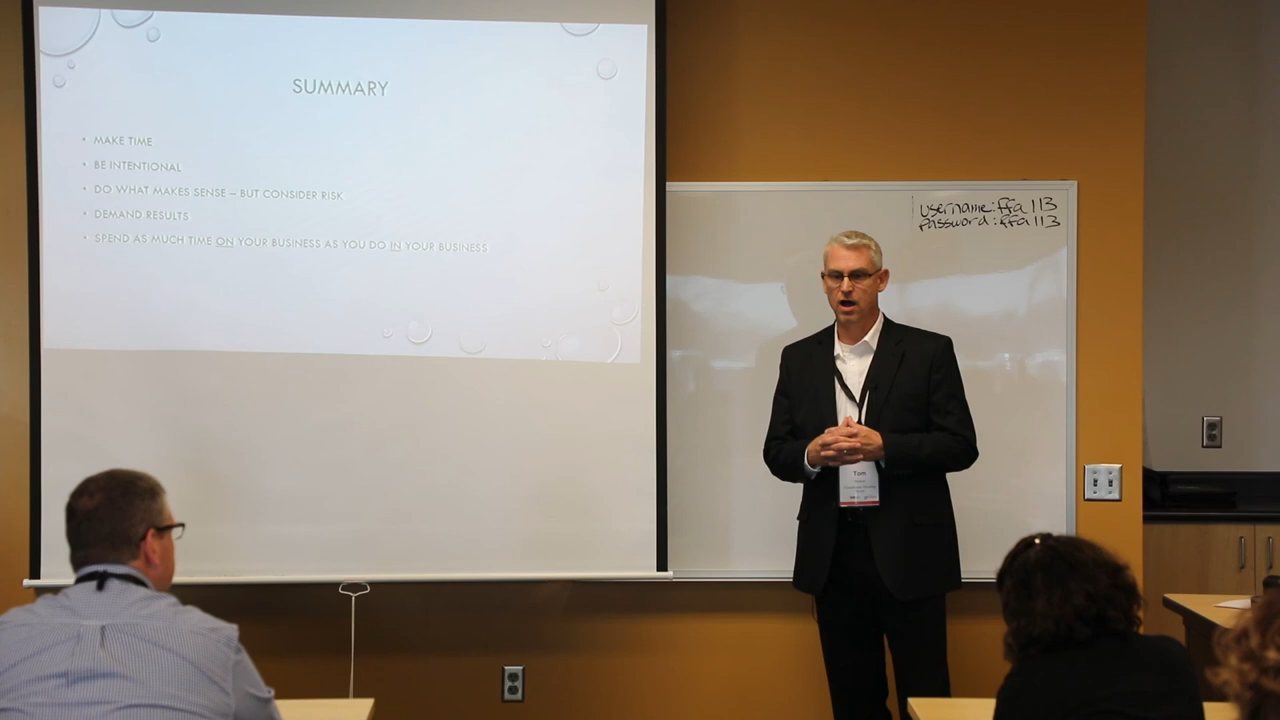 SUMMARY
• MAKE TIME
• BE INTENTIONAL
• DO WHAT MAKES SENSE – BUT CONSIDER RISK
• DEMAND RESULTS
• SPEND AS MUCH TIME ON YOUR BUSINESS AS YOU DO IN YOUR BUSINESS
username: ffa113
password: ffa113
Tom